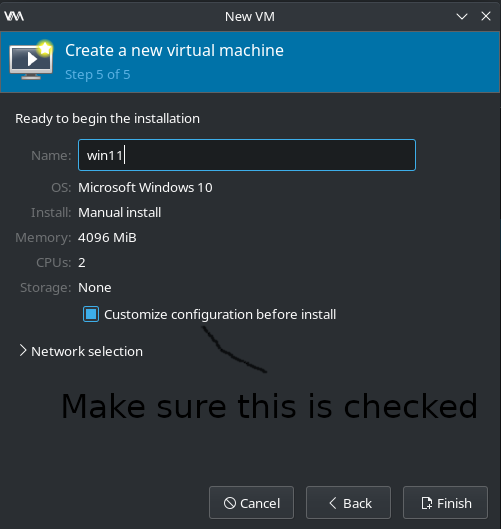 VM New VM
Create a new virtual machine
Step 5 of 5
Ready to begin the installation
Name: win11
OS: Microsoft Windows 10
Install: Manual install
Memory: 4096 MiB
CPUs: 2
Storage: None
Customize configuration before install
Network selection
Make sure this is checked
Cancel Back Finish